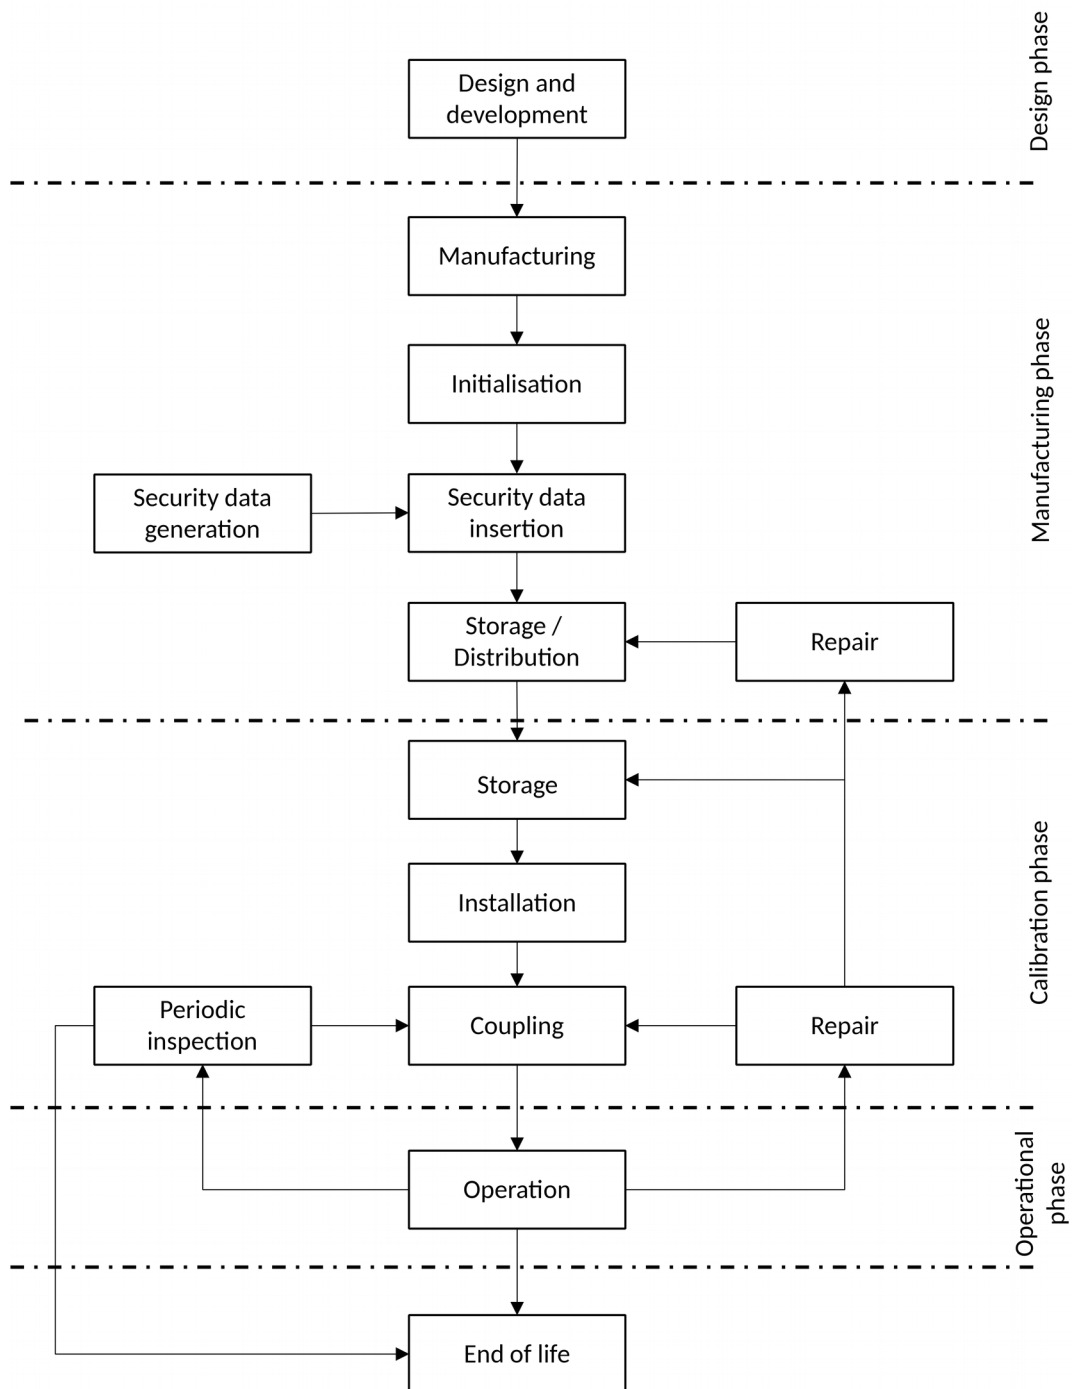 Design phase
Design and
development
Manufacturing phase
Manufacturing
Initialisation
Security data
generation
Security data
insertion
Storage /
Distribution
Repair
Calibration phase
Storage
Installation
Periodic
inspection
Coupling
Repair
Operational
phase
Operation
End of life